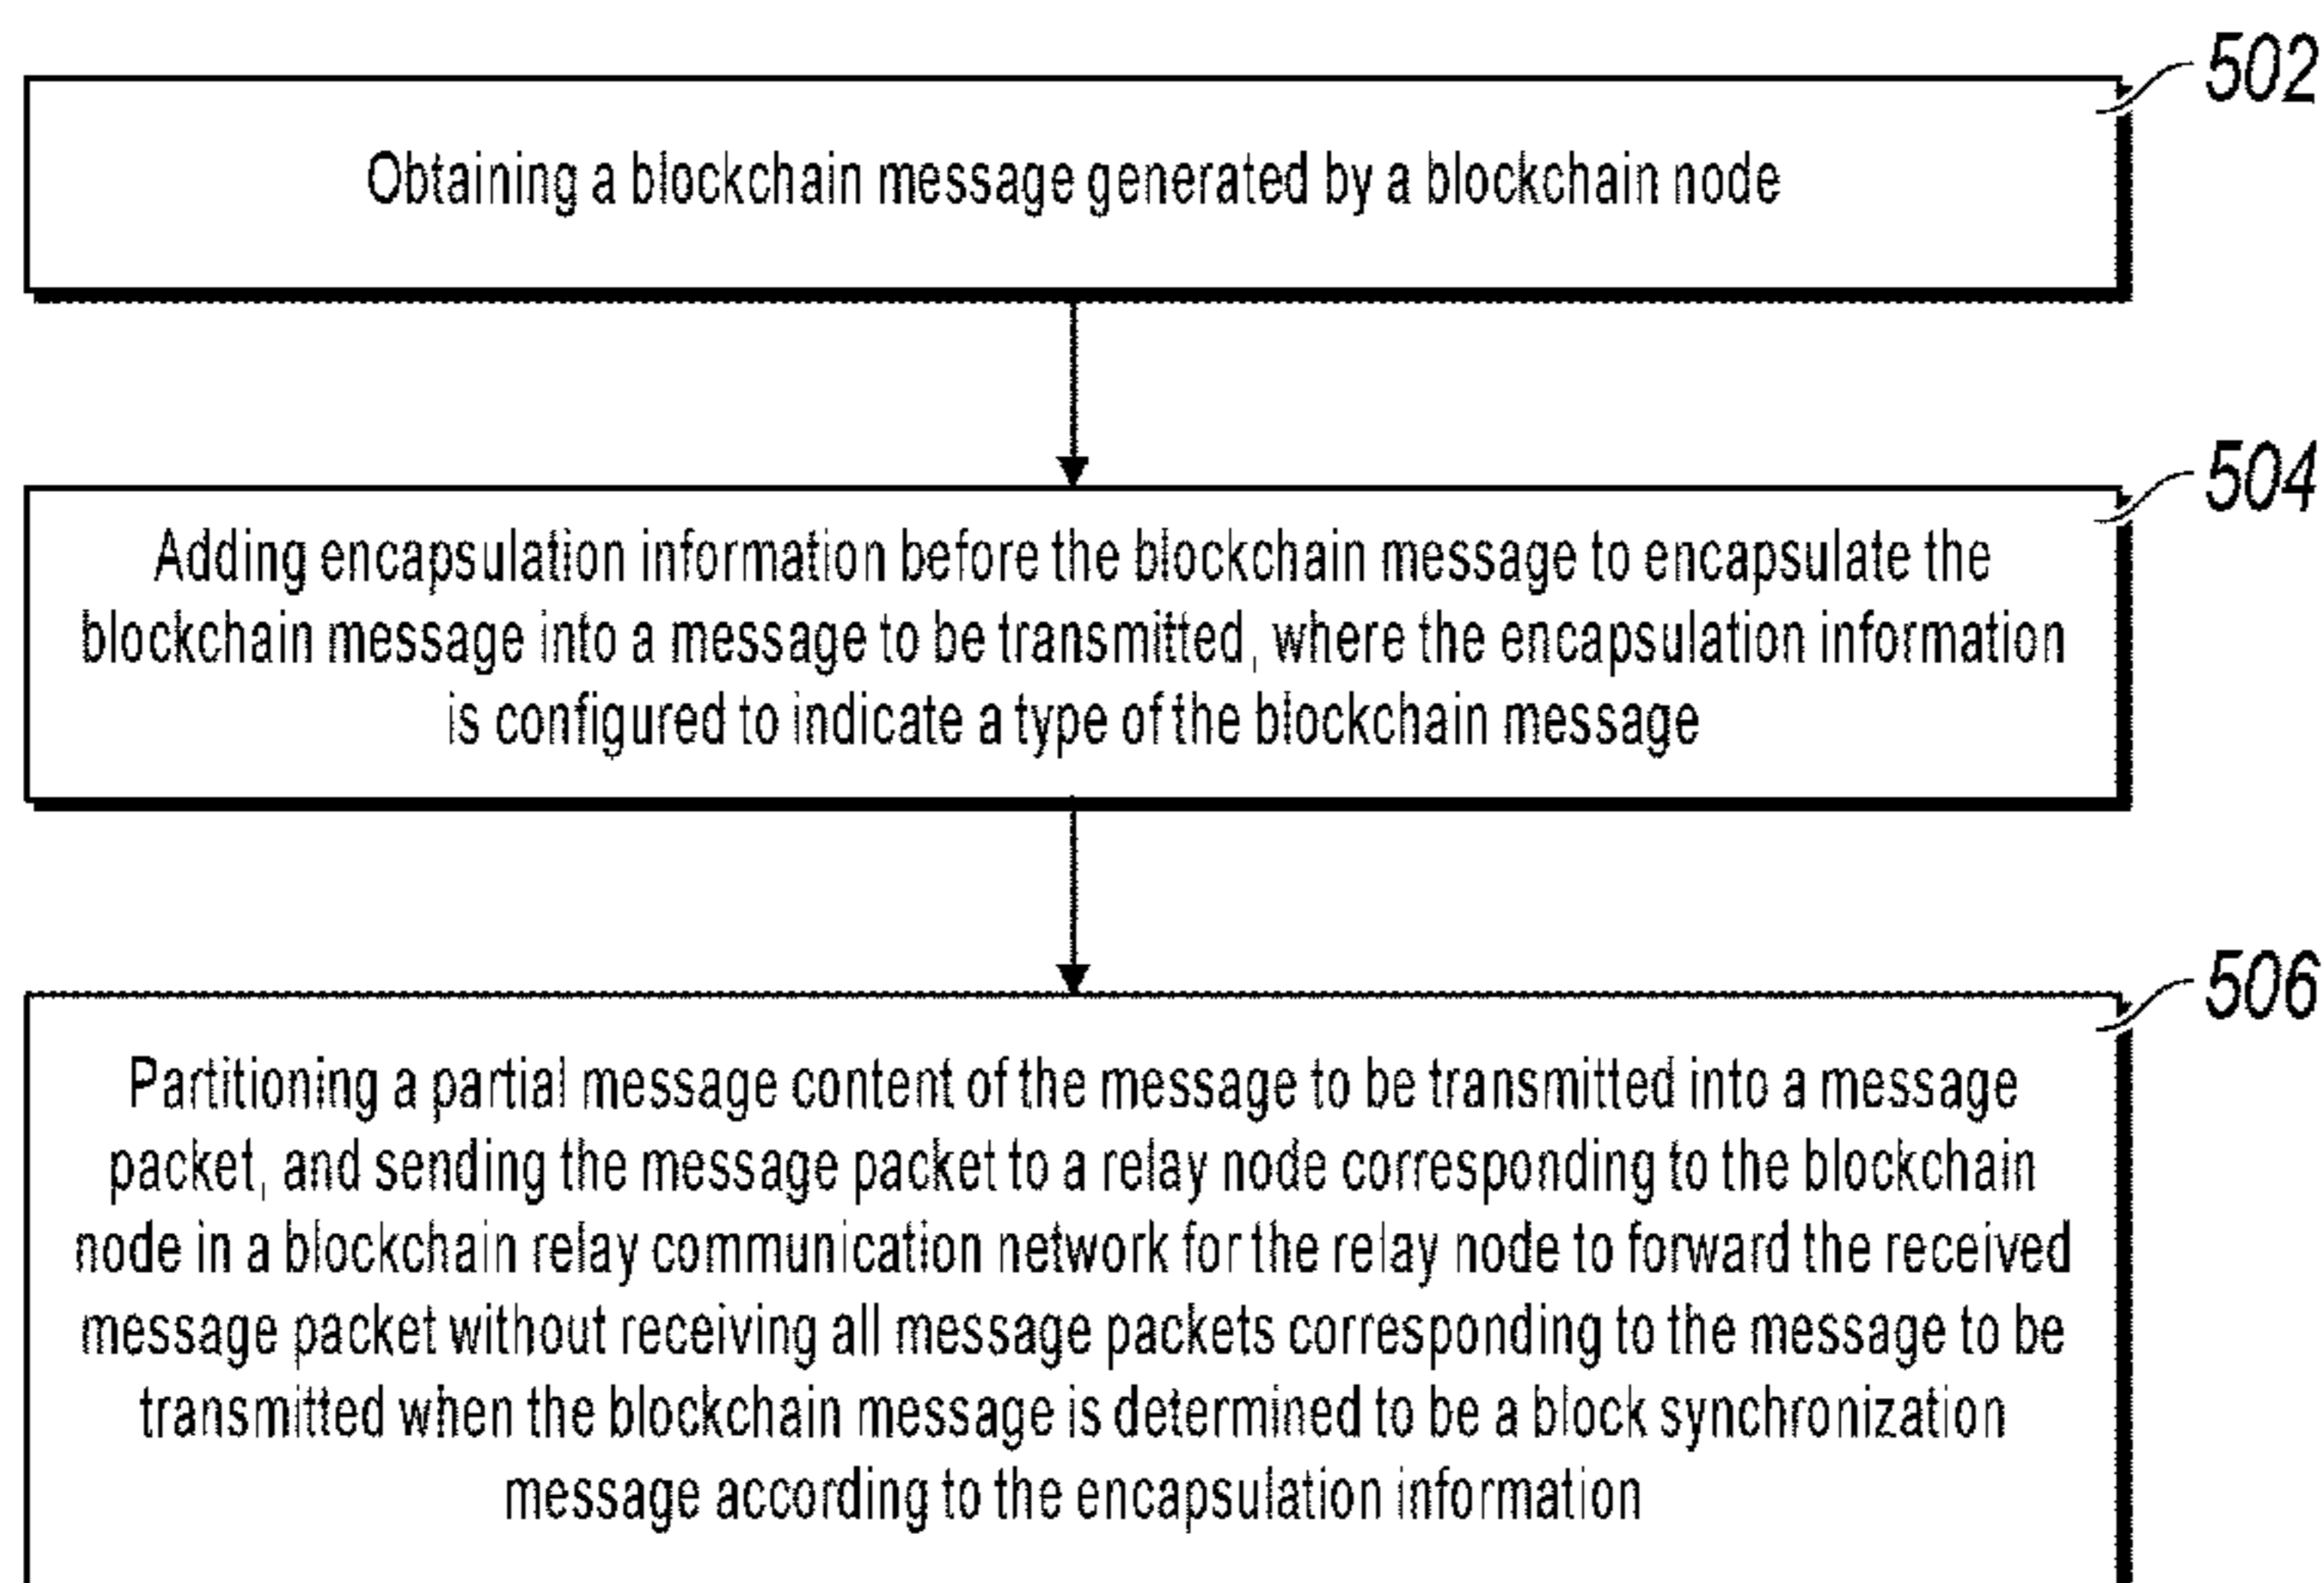 502
Obtaining a blockchain message generated by a blockchain node
504
Adding encapsulation information before the blockchain message to encapsulate the
blockchain message into a message to be transmitted, where the encapsulation information
is configured to indicate a type of the blockchain message
506
Partitioning a partial message content of the message to be transmitted into a message
packet, and sending the message packet to a relay node corresponding to the blockchain
node in a blockchain relay communication network for the relay node to forward the received
message packet without receiving all message packets corresponding to the message to be
transmitted when the blockchain message is determined to be a block synchronization
message according to the encapsulation information